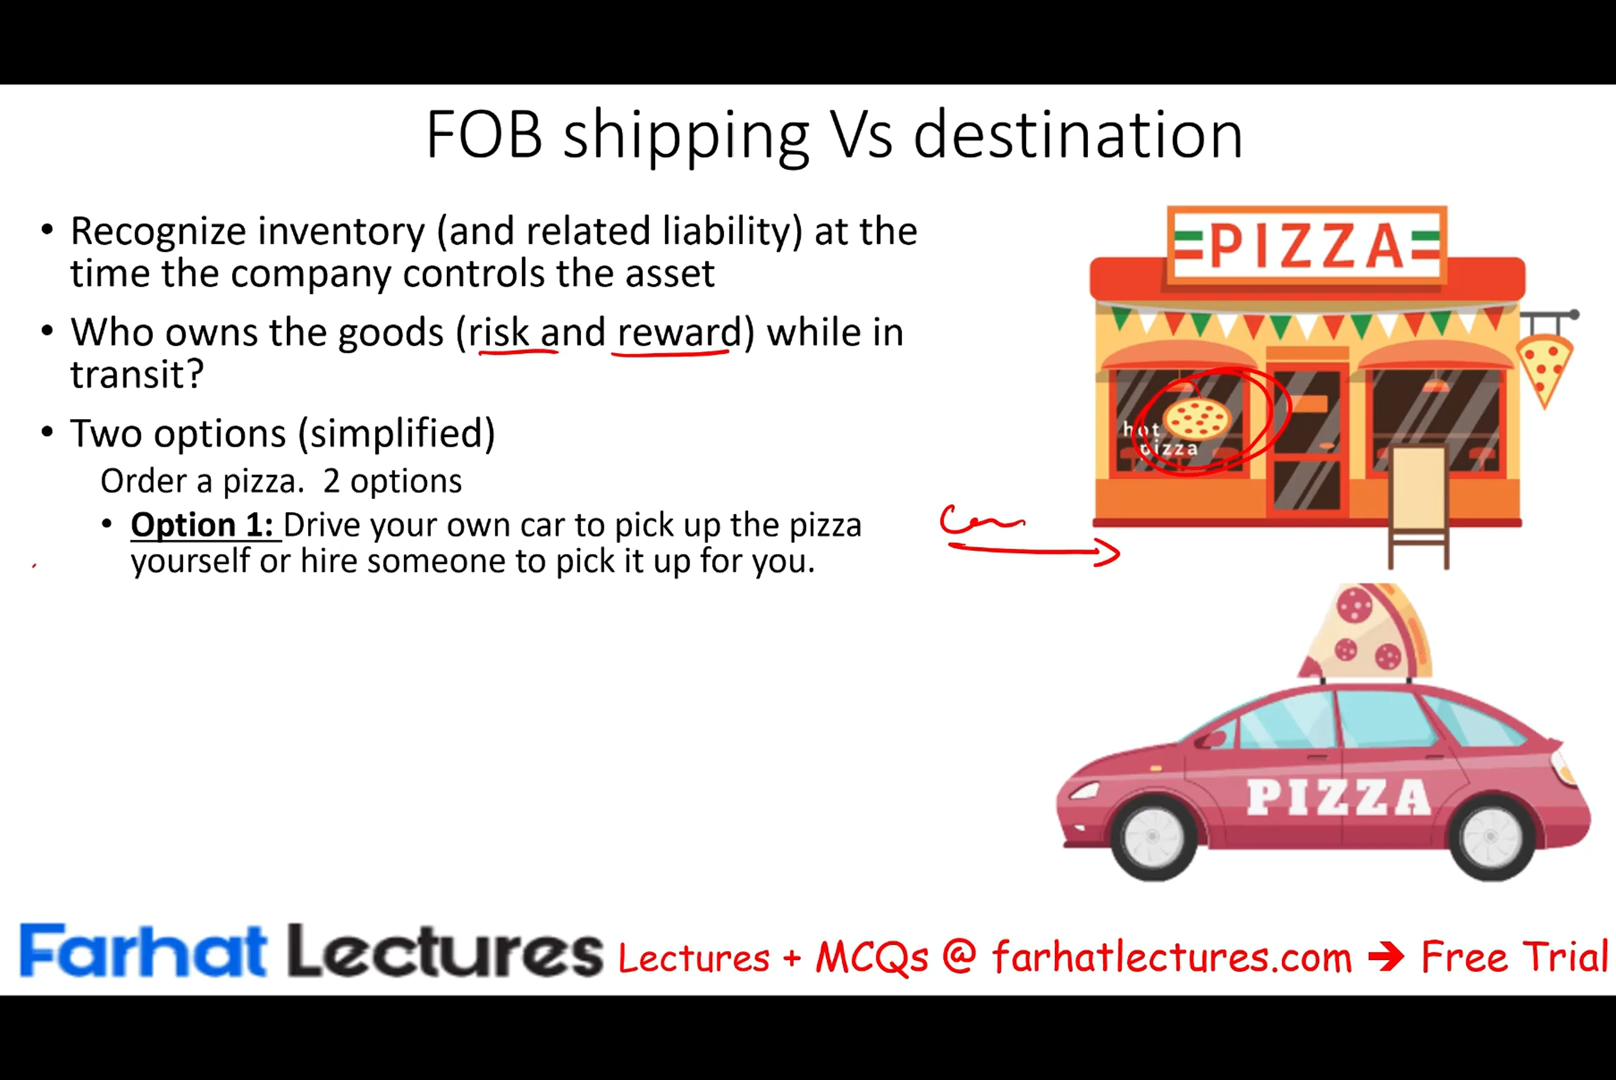 FOB shipping Vs destination
• Recognize inventory (and related liability) at the
time the company controls the asset
• Who owns the goods (risk and reward) while in
transit?
• Two options (simplified)
Order a pizza.  2 options
• Option 1: Drive your own car to pick up the pizza
yourself or hire someone to pick it up for you.
PIZZA
hot
pizza
PIZZA
Farhat Lectures
Lectures + MCQs @ farhatlectures.com → Free Trial